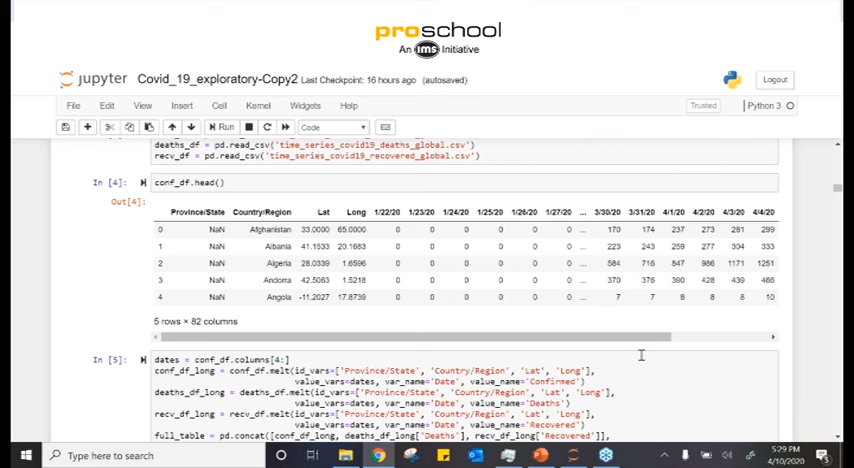 proschool
An ims Initiative
jupyter Covid_19_exploratory-Copy2 Last Checkpoint: 16 hours ago (autosaved)
Logout
File Edit View Insert Cell Kernel Widgets Help
Trusted
Python 3
Run
Code
deaths_df = pd.read_csv('time_series_covid19_deaths_global.csv')
recv_df = pd.read_csv('time_series_covid19_recovered_global.csv')
In [4]: conf_df.head()
Out[4]:
Province/State Country/Region Lat Long 1/22/20 1/23/20 1/24/20 1/25/20 1/26/20 1/27/20 ... 3/30/20 3/31/20 4/1/20 4/2/20 4/3/20 4/4/20
0 NaN Afghanistan 33.0000 65.0000 0 0 0 0 0 0 ... 170 174 237 273 281 299
1 NaN Albania 41.1533 20.1683 0 0 0 0 0 0 ... 223 243 259 277 304 333
2 NaN Algeria 28.0339 1.6596 0 0 0 0 0 0 ... 584 716 847 986 1171 1251
3 NaN Andorra 42.5063 1.5218 0 0 0 0 0 0 ... 370 376 390 428 439 466
4 NaN Angola -11.2027 17.8739 0 0 0 0 0 0 ... 7 7 8 8 8 10
5 rows × 82 columns
In [5]: dates = conf_df.columns[4:]
conf_df_long = conf_df.melt(id_vars=['Province/State', 'Country/Region', 'Lat', 'Long'],
value_vars=dates, var_name='Date', value_name='Confirmed')
deaths_df_long = deaths_df.melt(id_vars=['Province/State', 'Country/Region', 'Lat', 'Long'],
value_vars=dates, var_name='Date', value_name='Deaths')
recv_df_long = recv_df.melt(id_vars=['Province/State', 'Country/Region', 'Lat', 'Long'],
value_vars=dates, var_name='Date', value_name='Recovered')
full_table = pd.concat([conf_df_long, deaths_df_long['Deaths'], recv_df_long['Recovered']],
Type here to search
5:29 PM
4/10/2020